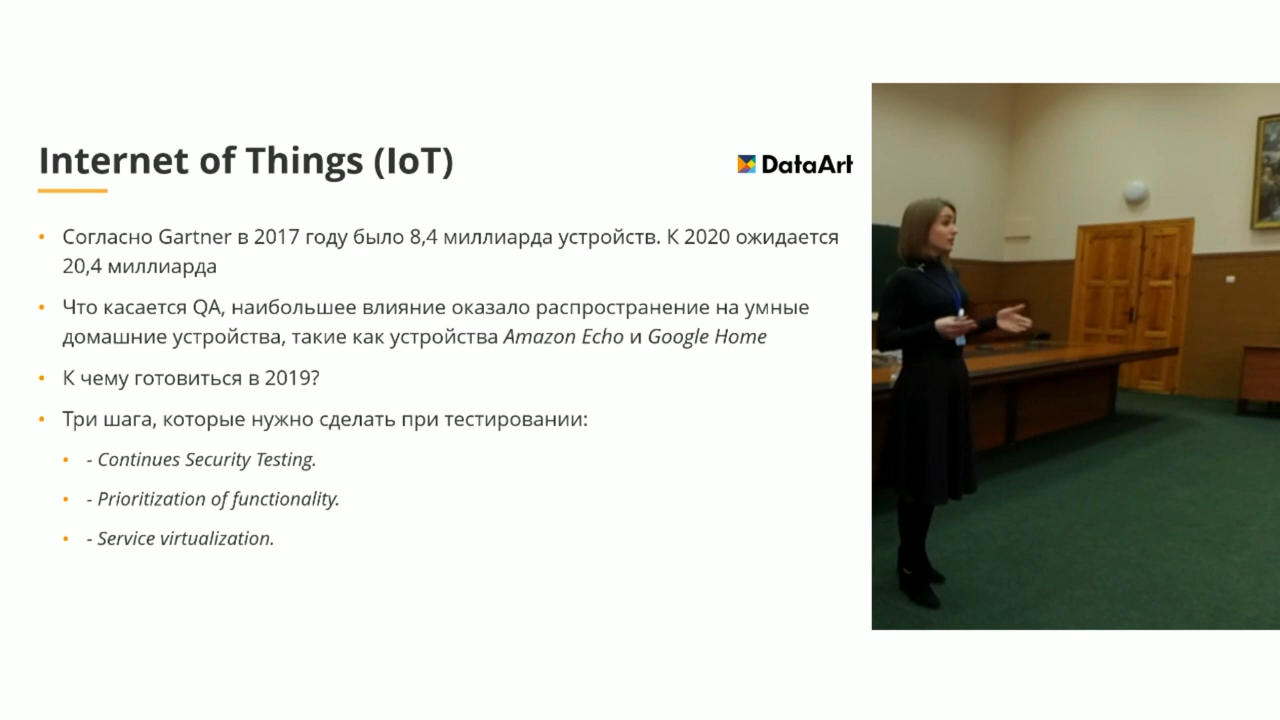 Internet of Things (IoT)
DataArt
• Согласно Gartner в 2017 году было 8,4 миллиарда устройств. К 2020 ожидается
20,4 миллиарда
• Что касается QA, наибольшее влияние оказало распространение на умные
домашние устройства, такие как устройства Amazon Echo и Google Home
• К чему готовиться в 2019?
• Три шага, которые нужно сделать при тестировании:
• - Continues Security Testing.
• - Prioritization of functionality.
• - Service virtualization.